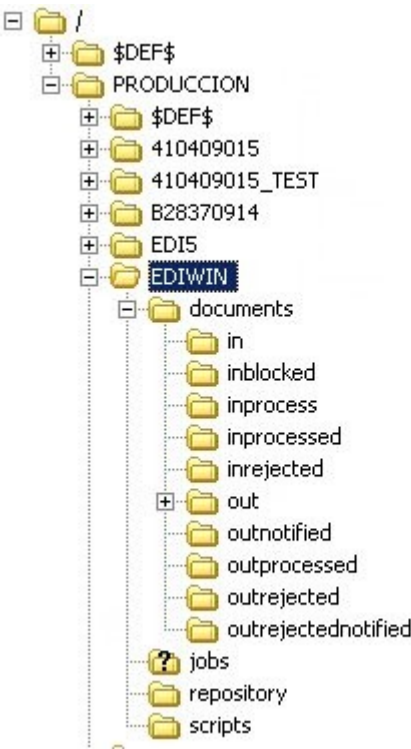 /
$DEF$
PRODUCCION
$DEF$
410409015
410409015_TEST
B28370914
EDI5
EDIWIN
documents
in
inblocked
inprocess
inprocessed
inrejected
out
outnotified
outprocessed
outrejected
outrejectednotified
jobs
repository
scripts